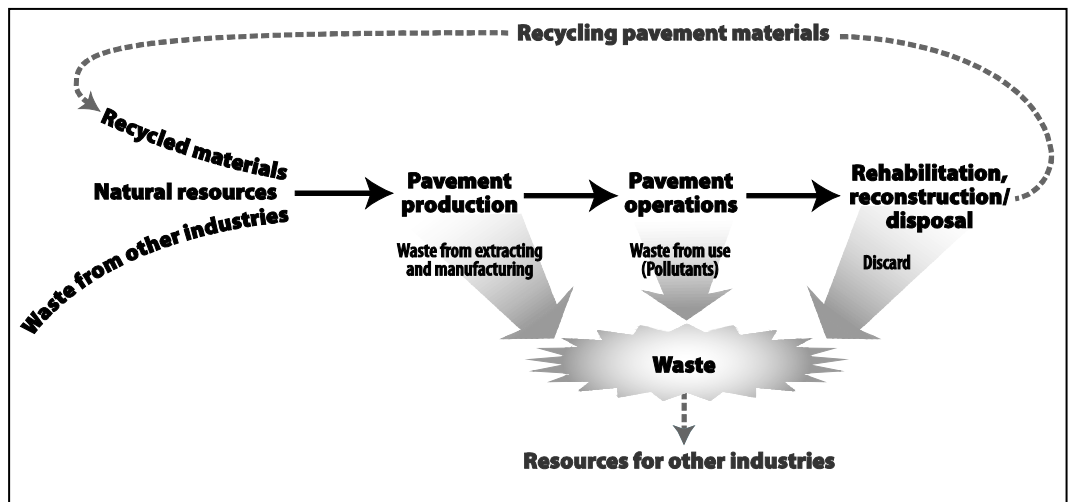 Recycling pavement materials
Recycled materials
Natural resources
Waste from other industries
Pavement
production
Pavement
operations
Rehabilitation,
reconstruction/
disposal
Waste from extracting
and manufacturing
Waste from use
(Pollutants)
Discard
Waste
Resources for other industries